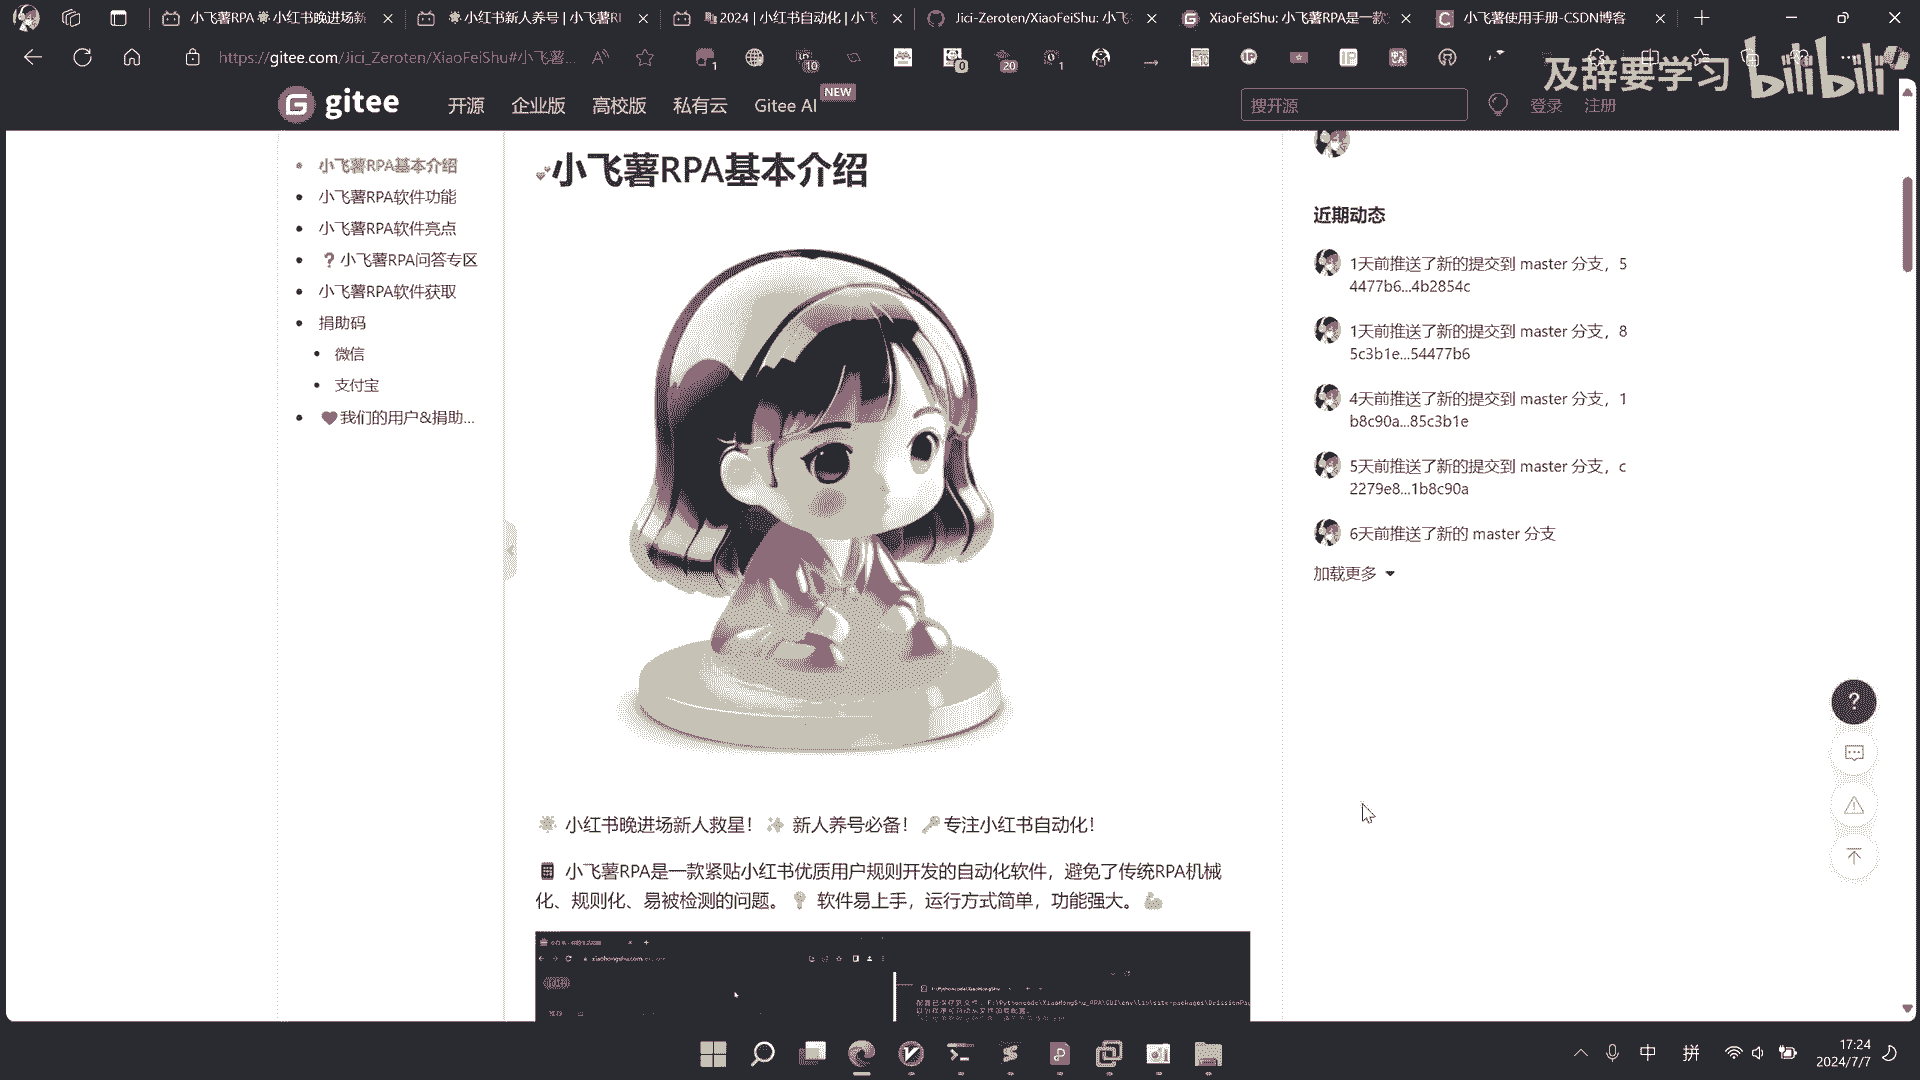 小飞薯RPA 小红书晚进场新
小红书新人养号 | 小飞薯RI
2024 | 小红书自动化 | 小飞
Jici-Zeroten/XiaoFeiShu: 小飞
XiaoFeiShu: 小飞薯RPA是一款
小飞薯使用手册-CSDN博客
https://gitee.com/Jici_Zeroten/XiaoFeiShu#小飞薯...
及辞要学习 bilibili
gitee
开源 企业版 高校版 私有云 Gitee AI NEW
搜开源
登录 注册
小飞薯RPA基本介绍
小飞薯RPA软件功能
小飞薯RPA软件亮点
❓小飞薯RPA问答专区
小飞薯RPA软件获取
捐助码
微信
支付宝
❤我们的用户&捐助...
小飞薯RPA基本介绍
小红书晚进场新人救星！ ✨ 新人养号必备！ 🔑专注小红书自动化！
小飞薯RPA是一款紧贴小红书优质用户规则开发的自动化软件，避免了传统RPA机械
化、规则化、易被检测的问题。 💡 软件易上手，运行方式简单，功能强大。💪
近期动态
1天前推送了新的提交到 master 分支，5
4477b6...4b2854c
1天前推送了新的提交到 master 分支，8
5c3b1e...54477b6
4天前推送了新的提交到 master 分支，1
b8c90a...85c3b1e
5天前推送了新的提交到 master 分支，c
2279e8...1b8c90a
6天前推送了新的 master 分支
加载更多
中
拼
17:24
2024/7/7